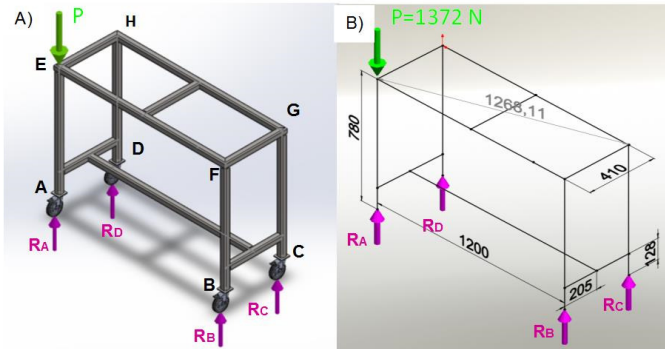 A)
P
H
E
G
D
F
A
RD
C
RA
B
RC
RB
B)
P=1372 N
1268,11
780
410
RD
RA
1200
128
205
RC
RB